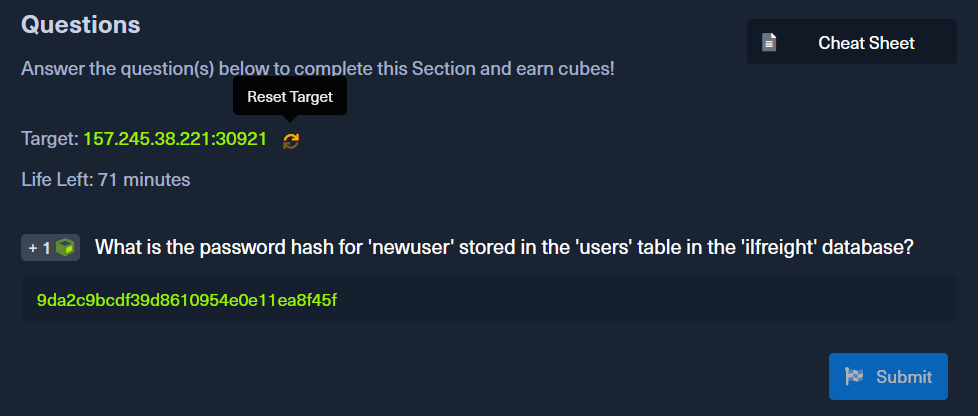 Questions
Cheat Sheet
Answer the question(s) below to complete this Section and earn cubes!
Reset Target
Target: 157.245.38.221:30921
Life Left: 71 minutes
+ 1 What is the password hash for 'newuser' stored in the 'users' table in the 'ilfreight' database?
9da2c9bcdf39d8610954e0e11ea8f45f
Submit